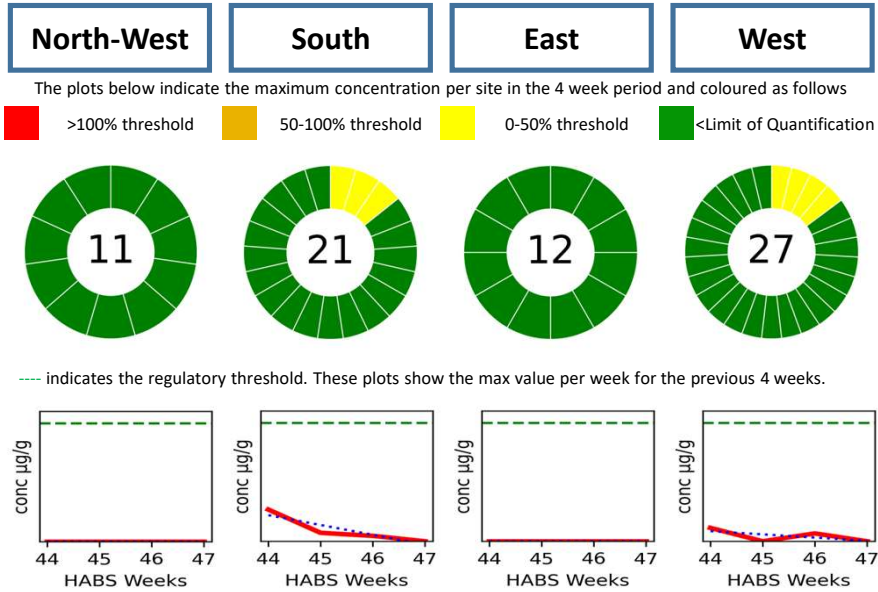 North-West
South
East
West
The plots below indicate the maximum concentration per site in the 4 week period and coloured as follows
>100% threshold
50-100% threshold
0-50% threshold
<Limit of Quantification
11
21
12
27
---- indicates the regulatory threshold. These plots show the max value per week for the previous 4 weeks.
conc µg/g
44 45 46 47
HABS Weeks
conc µg/g
44 45 46 47
HABS Weeks
conc µg/g
44 45 46 47
HABS Weeks
conc µg/g
44 45 46 47
HABS Weeks